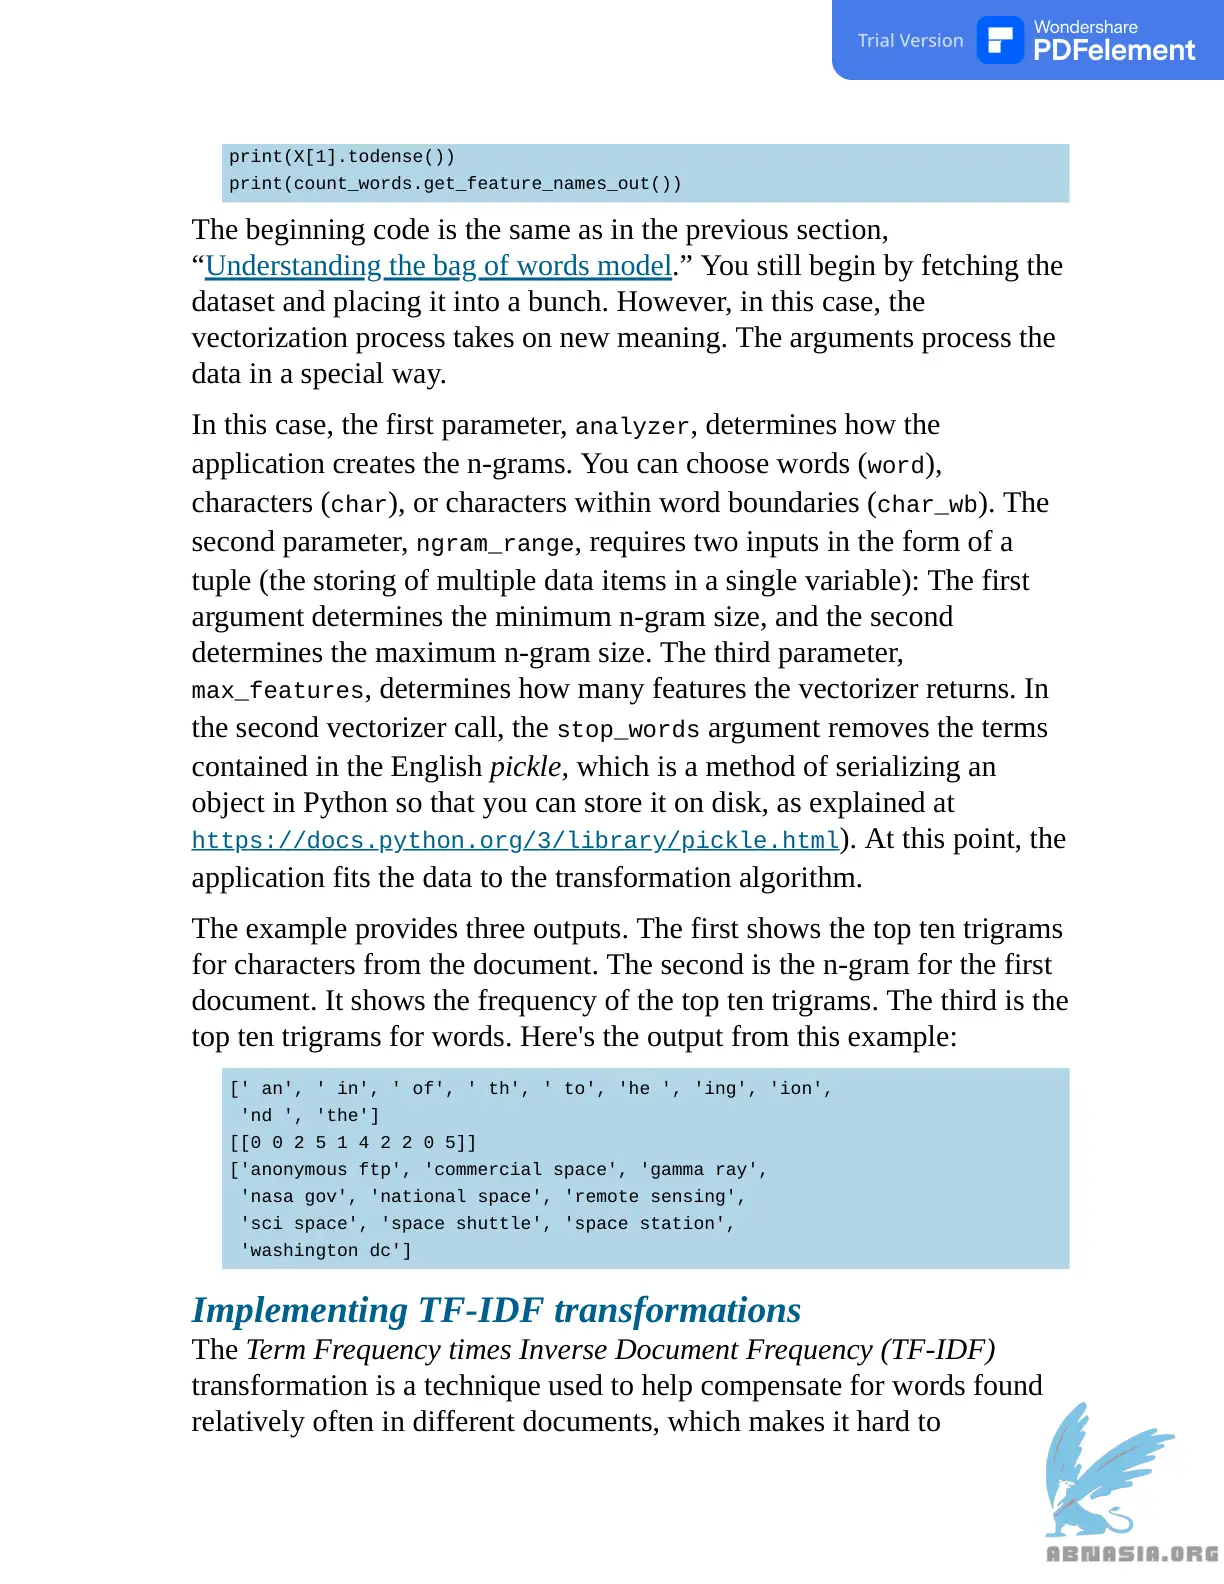 Trial Version
Wondershare
PDFelement
print(X[1].todense())
print(count_words.get_feature_names_out())
The beginning code is the same as in the previous section,
“Understanding the bag of words model.” You still begin by fetching the
dataset and placing it into a bunch. However, in this case, the
vectorization process takes on new meaning. The arguments process the
data in a special way.
In this case, the first parameter, analyzer, determines how the
application creates the n-grams. You can choose words (word),
characters (char), or characters within word boundaries (char_wb). The
second parameter, ngram_range, requires two inputs in the form of a
tuple (the storing of multiple data items in a single variable): The first
argument determines the minimum n-gram size, and the second
determines the maximum n-gram size. The third parameter,
max_features, determines how many features the vectorizer returns. In
the second vectorizer call, the stop_words argument removes the terms
contained in the English pickle, which is a method of serializing an
object in Python so that you can store it on disk, as explained at
https://docs.python.org/3/library/pickle.html). At this point, the
application fits the data to the transformation algorithm.
The example provides three outputs. The first shows the top ten trigrams
for characters from the document. The second is the n-gram for the first
document. It shows the frequency of the top ten trigrams. The third is the
top ten trigrams for words. Here's the output from this example:
[' an', ' in', ' of', ' th', ' to', 'he ', 'ing', 'ion',
'nd ', 'the']
[[0 0 2 5 1 4 2 2 0 5]]
['anonymous ftp', 'commercial space', 'gamma ray',
'nasa gov', 'national space', 'remote sensing',
'sci space', 'space shuttle', 'space station',
'washington dc']
Implementing TF-IDF transformations
The Term Frequency times Inverse Document Frequency (TF-IDF)
transformation is a technique used to help compensate for words found
relatively often in different documents, which makes it hard to
ABNASIA.ORG